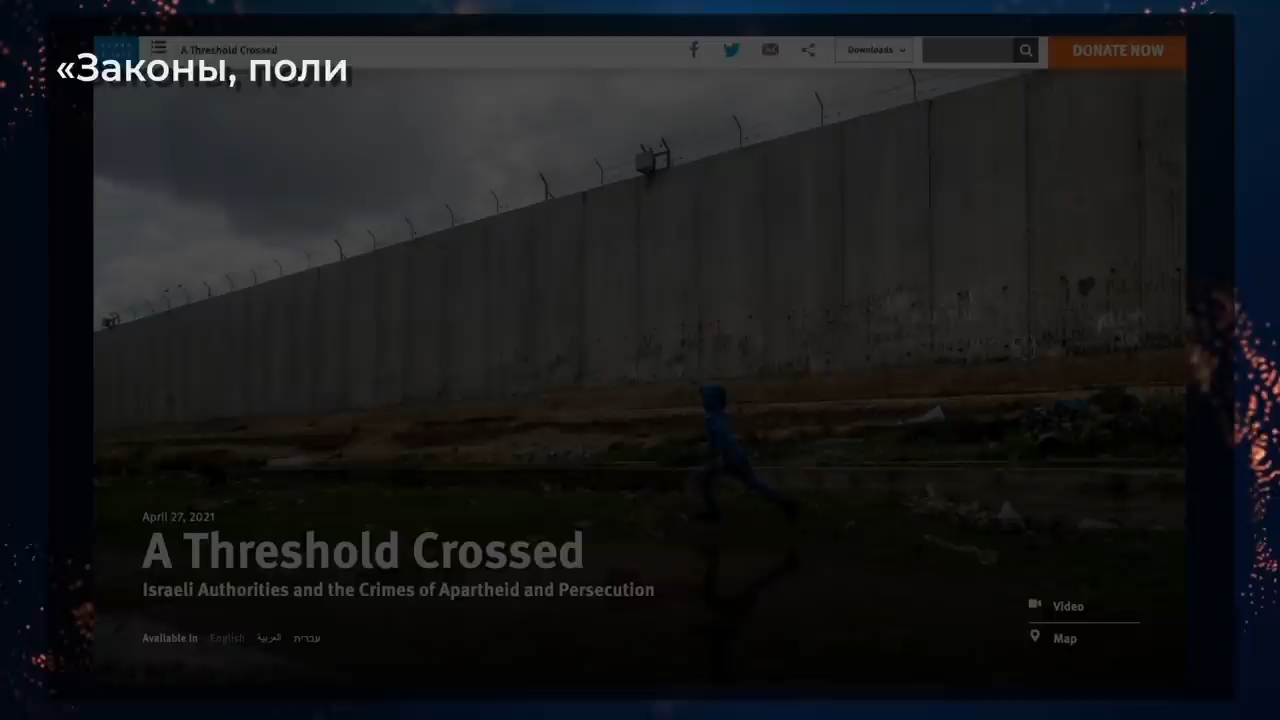 A Threshold Crossed
Downloads
DONATE NOW
«Законы, поли
April 27, 2021
A Threshold Crossed
Israeli Authorities and the Crimes of Apartheid and Persecution
Available In English العربية עברית
Video
Map